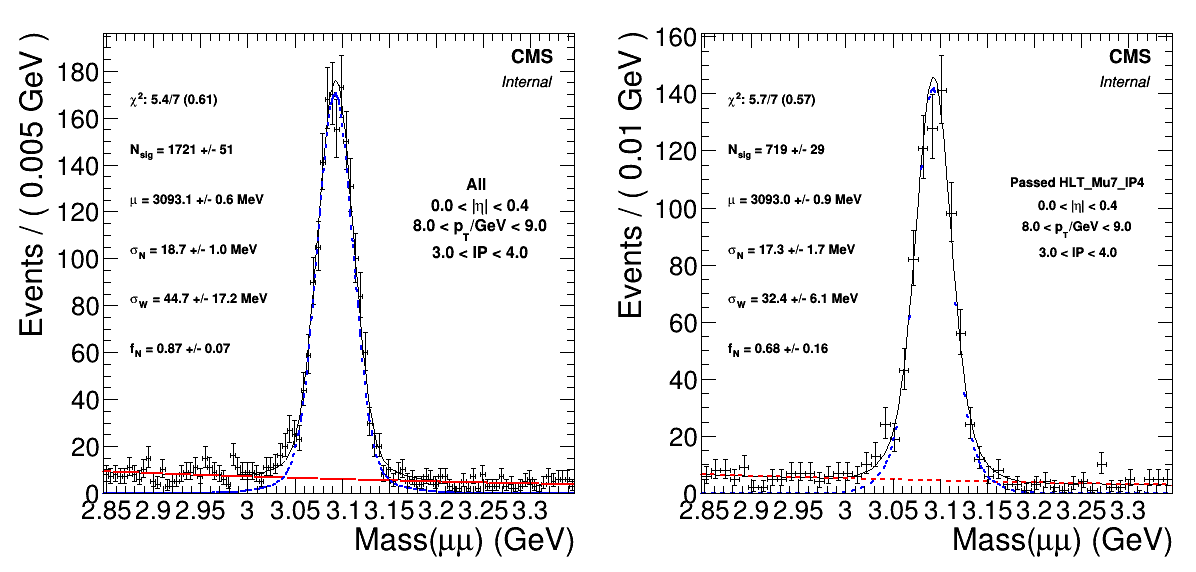 Events / ( 0.005 GeV )
180
160
140
120
100
80
60
40
20
0
CMS
Internal
χ²: 5.4/7 (0.61)
N_sig = 1721 +/- 51
μ = 3093.1 +/- 0.6 MeV
σ_N = 18.7 +/- 1.0 MeV
σ_W = 44.7 +/- 17.2 MeV
f_N = 0.87 +/- 0.07
All
0.0 < |η| < 0.4
8.0 < p_T/GeV < 9.0
3.0 < IP < 4.0
2.85 2.9 2.95 3 3.05 3.1 3.15 3.2 3.25 3.3
Mass(μμ) (GeV)
Events / ( 0.01 GeV )
160
140
120
100
80
60
40
20
0
CMS
Internal
χ²: 5.7/7 (0.57)
N_sig = 719 +/- 29
μ = 3093.0 +/- 0.9 MeV
σ_N = 17.3 +/- 1.7 MeV
σ_W = 32.4 +/- 6.1 MeV
f_N = 0.68 +/- 0.16
Passed HLT_Mu7_IP4
0.0 < |η| < 0.4
8.0 < p_T/GeV < 9.0
3.0 < IP < 4.0
2.85 2.9 2.95 3 3.05 3.1 3.15 3.2 3.25 3.3
Mass(μμ) (GeV)